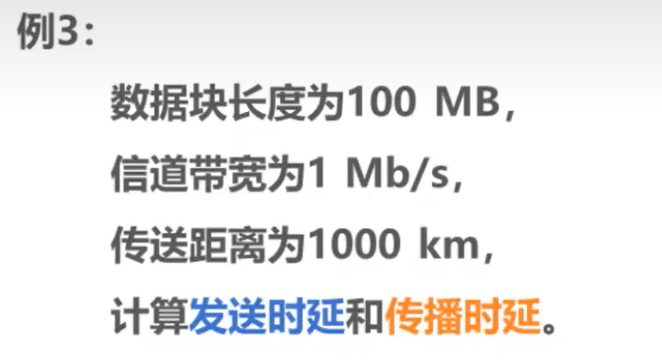 例3：
数据块长度为100 MB，
信道带宽为1 Mb/s，
传送距离为1000 km，
计算发送时延和传播时延。